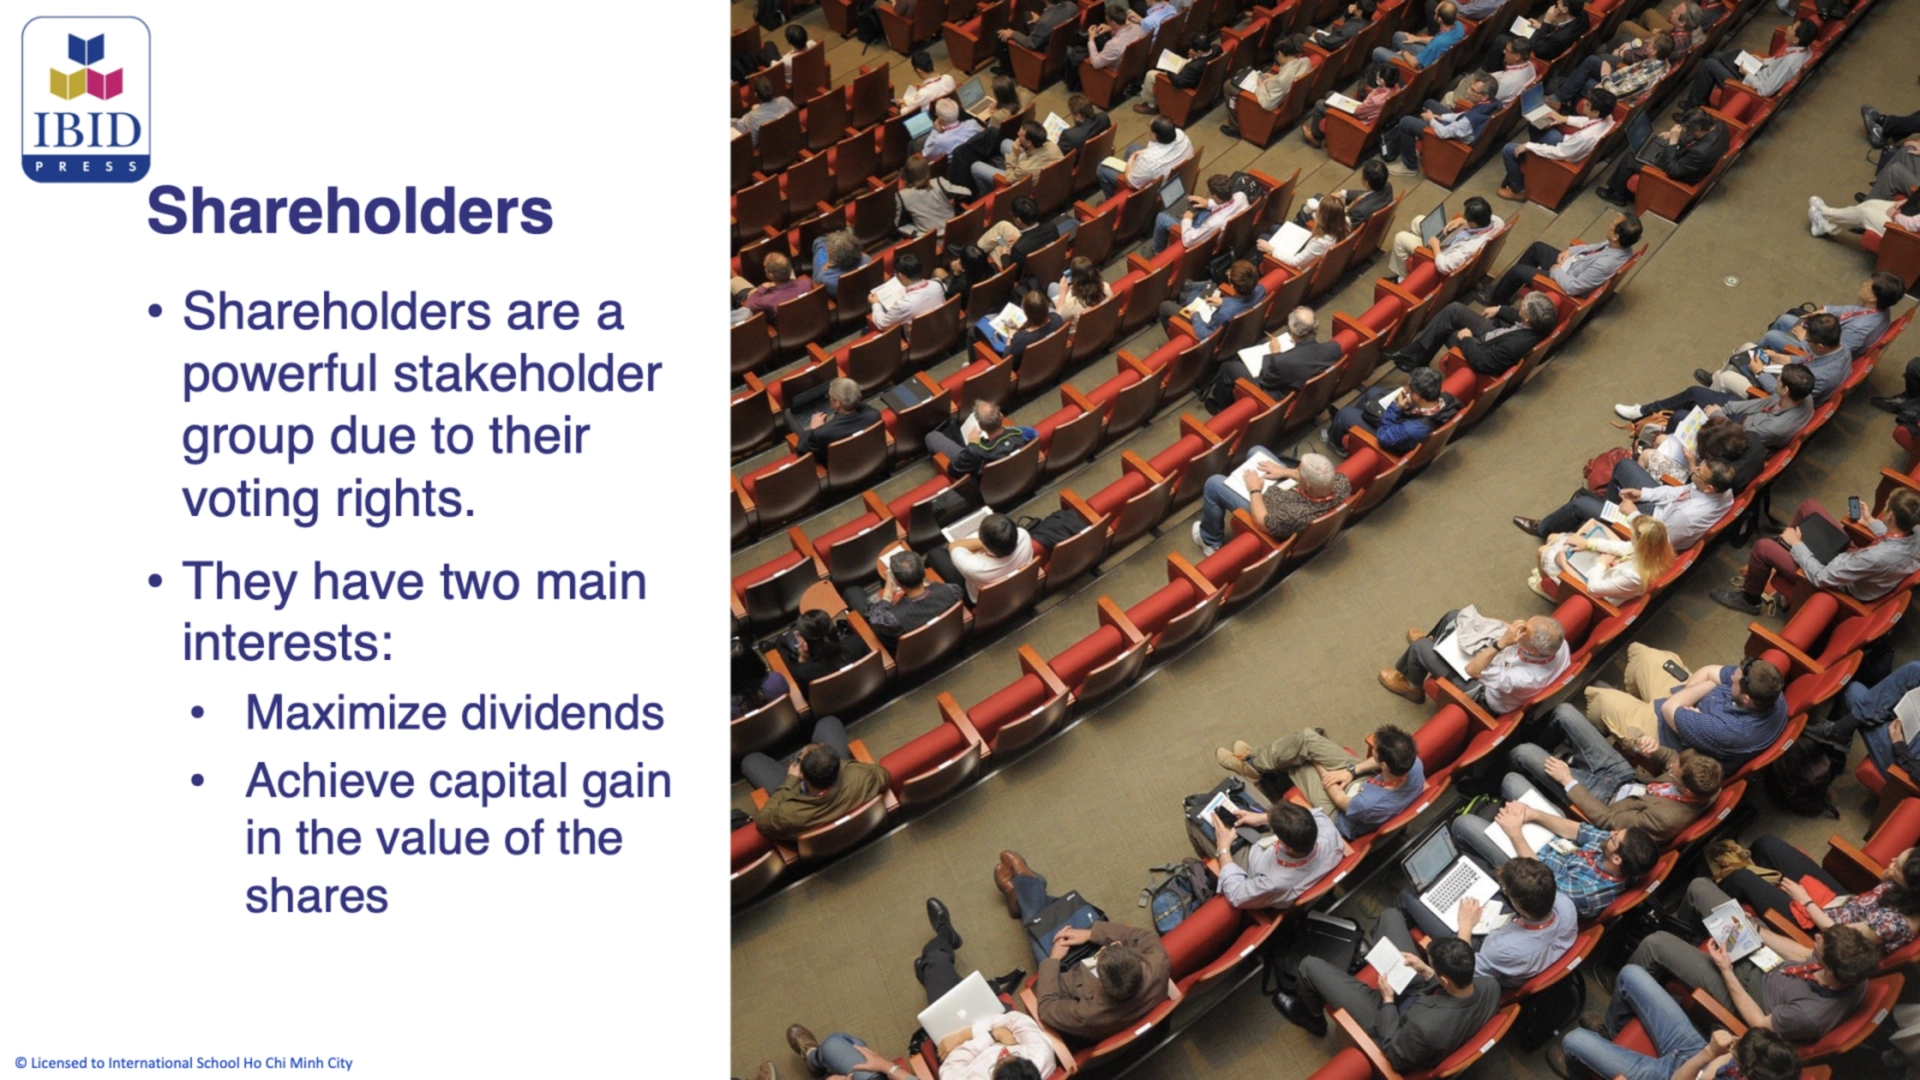 IBID
PRESS
Shareholders
• Shareholders are a
powerful stakeholder
group due to their
voting rights.
• They have two main
interests:
• Maximize dividends
• Achieve capital gain
in the value of the
shares
© Licensed to International School Ho Chi Minh City